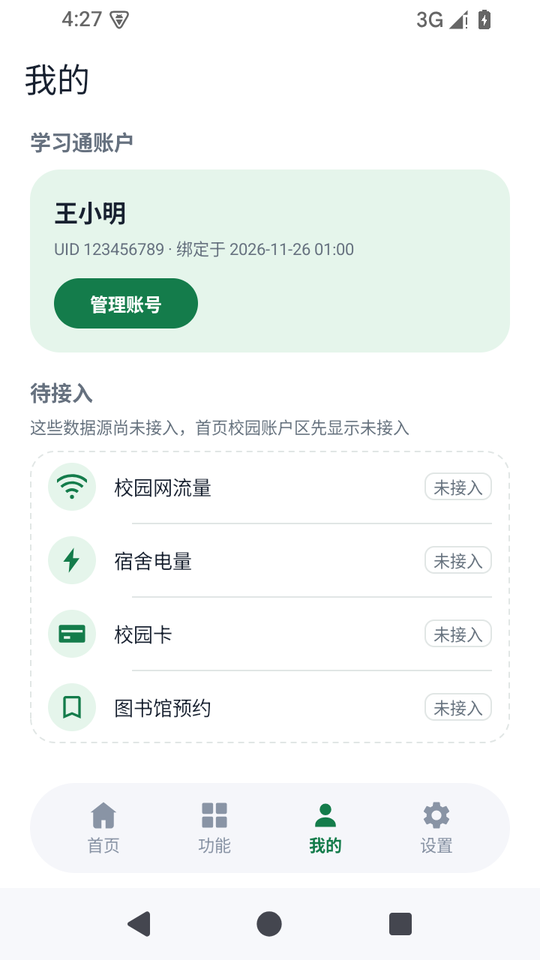 4:27
3G
我的
学习通账户
王小明
UID 123456789 · 绑定于 2026-11-26 01:00
管理账号
待接入
这些数据源尚未接入，首页校园账户区先显示未接入
校园网流量
未接入
宿舍电量
未接入
校园卡
未接入
图书馆预约
未接入
首页
功能
我的
设置